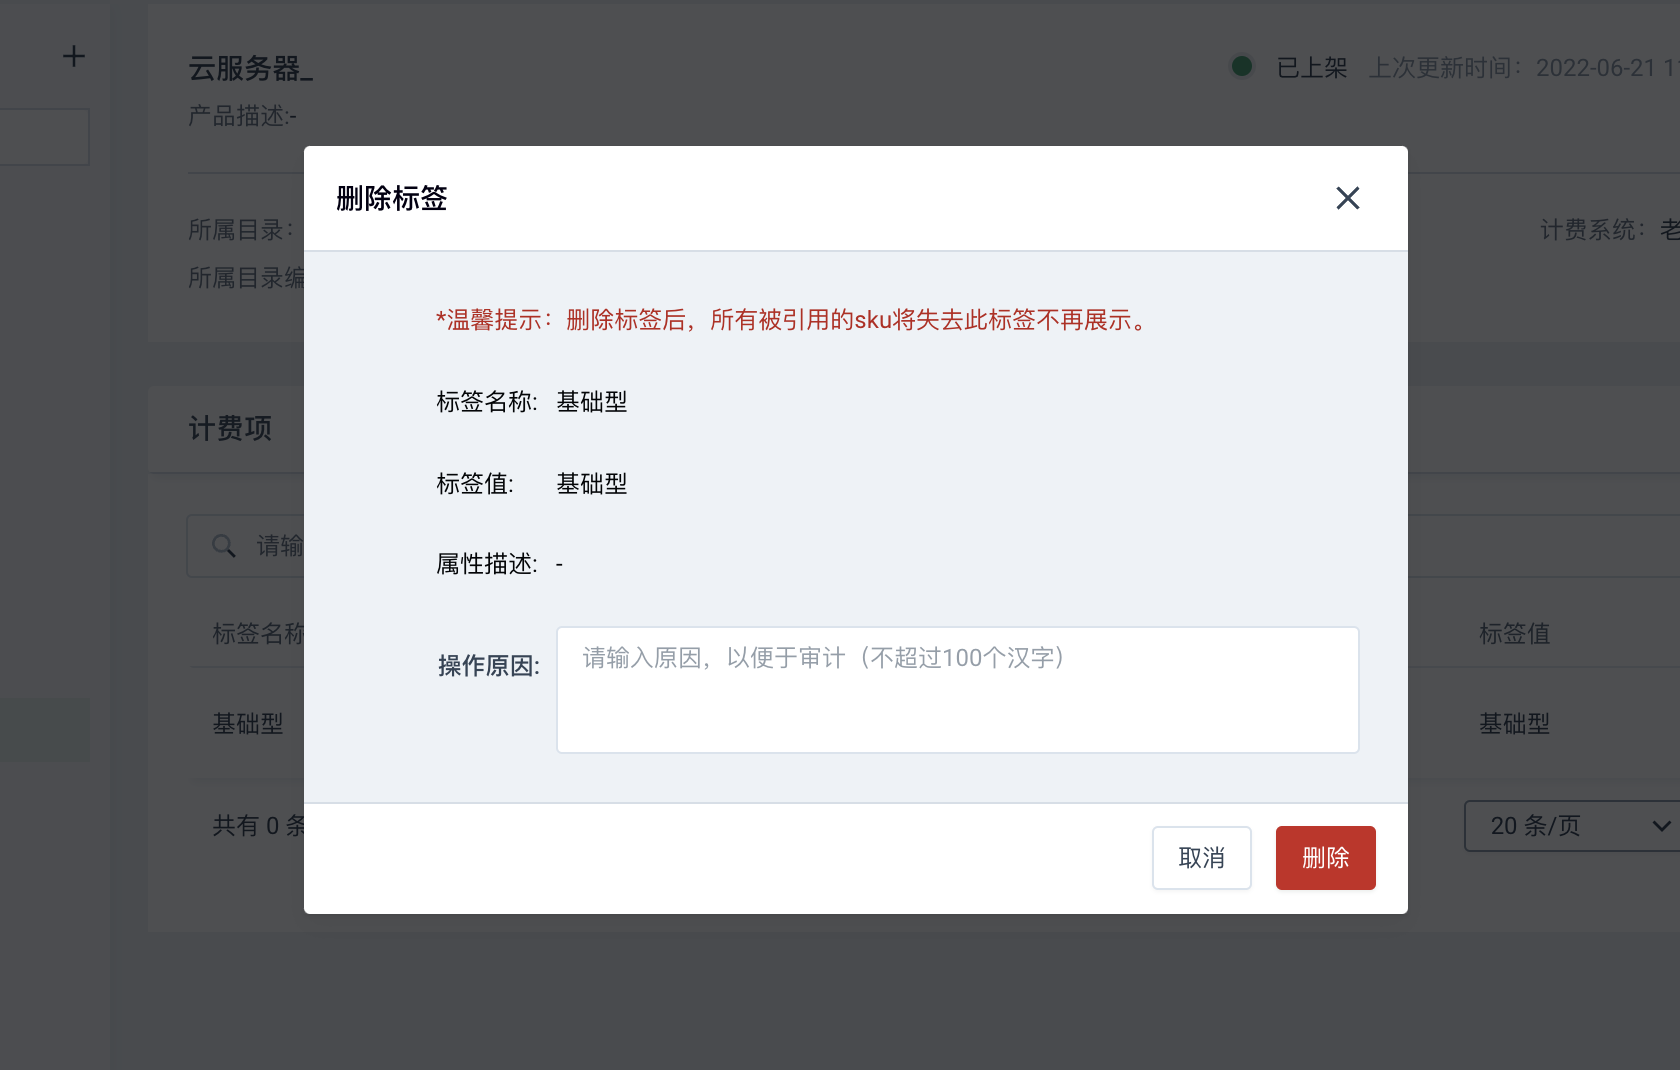 云服务器_
已上架 上次更新时间：2022-06-21 1
产品描述:-
删除标签
所属目录：
计费系统：老
所属目录编
*温馨提示：删除标签后，所有被引用的sku将失去此标签不再展示。
标签名称: 基础型
计费项
标签值: 基础型
请输
属性描述: -
标签名称
标签值
操作原因: 请输入原因，以便于审计（不超过100个汉字）
基础型
基础型
共有 0 条
20 条/页
取消 删除